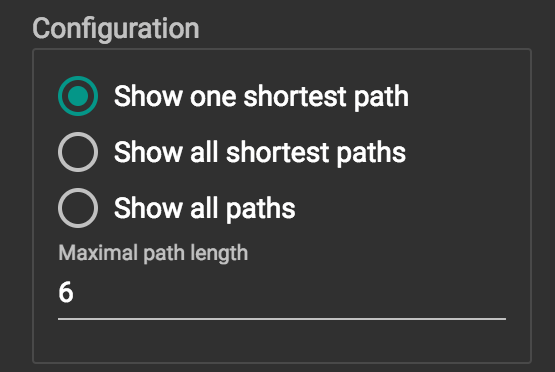 Configuration
Show one shortest path
Show all shortest paths
Show all paths
Maximal path length
6